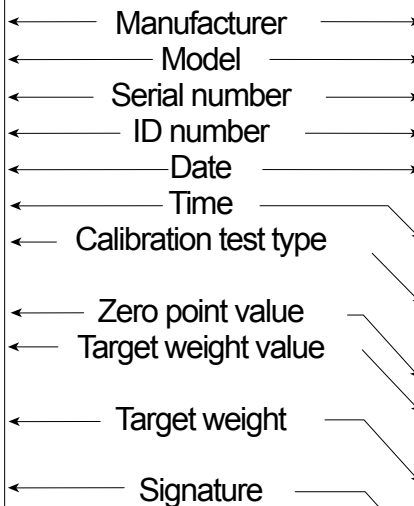 Manufacturer
Model
Serial number
ID number
Date
Time
Calibration test type
Zero point value
Target weight value
Target weight
Signature